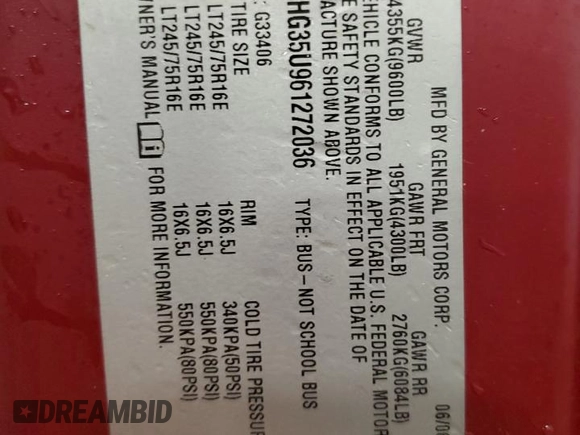 MFD BY GENERAL MOTORS CORP. 06/0
GVWR GAWR FRT GAWR RR
4355KG(9600LB) 1951KG(4300LB) 2760KG(6084LB)
VEHICLE CONFORMS TO ALL APPLICABLE U.S. FEDERAL MOTOR
E SAFETY STANDARDS IN EFFECT ON THE DATE OF
ACTURE SHOWN ABOVE.
HG35U961272036 TYPE: BUS–NOT SCHOOL BUS
: G33406
TIRE SIZE RIM COLD TIRE PRESSUR
LT245/75R16E 16X6.5J 340KPA(50PSI)
LT245/75R16E 16X6.5J 550KPA(80PSI)
LT245/75R16E 16X6.5J 550KPA(80PSI)
WNER'S MANUAL i FOR MORE INFORMATION.
DREAMBID